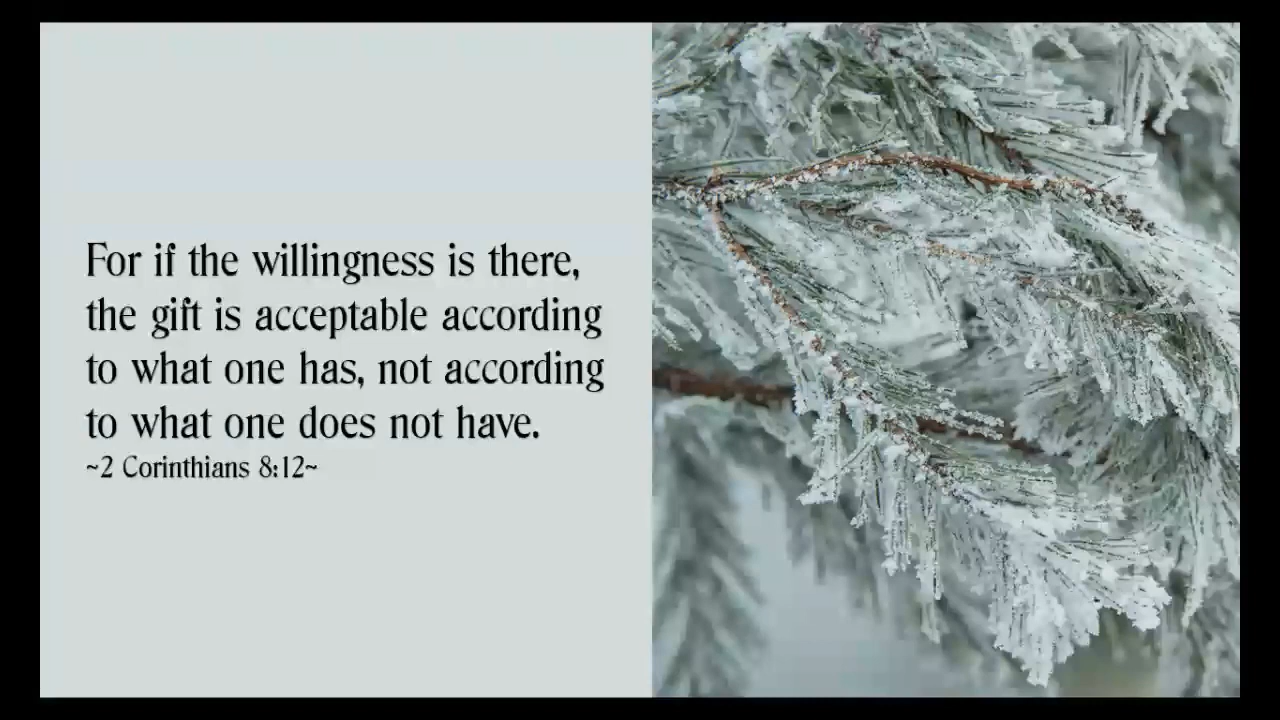 For if the willingness is there,
the gift is acceptable according
to what one has, not according
to what one does not have.
~2 Corinthians 8:12~